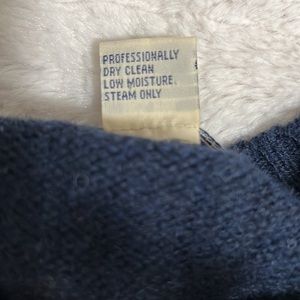 PROFESSIONALLY
DRY CLEAN
LOW MOISTURE.
STEAM ONLY